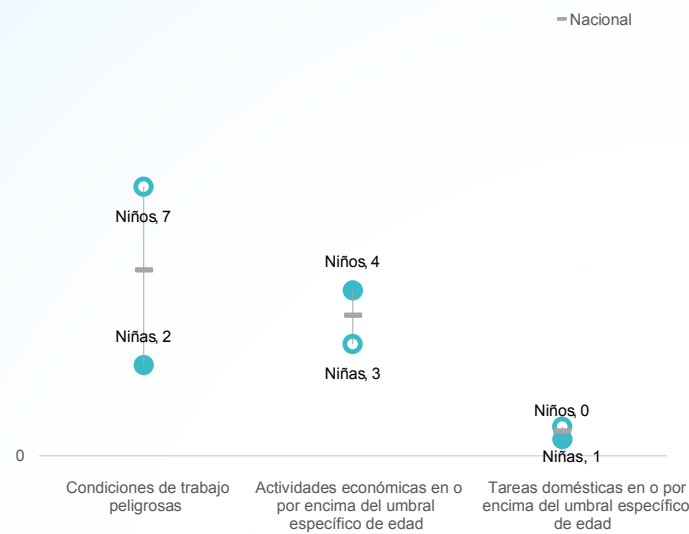 Nacional
Niños, 7
Niñas, 2
Niños, 4
Niñas, 3
Niños, 0
Niñas, 1
0
Condiciones de trabajo
peligrosas
Actividades económicas en o
por encima del umbral
específico de edad
Tareas domésticas en o por
encima del umbral específico
de edad